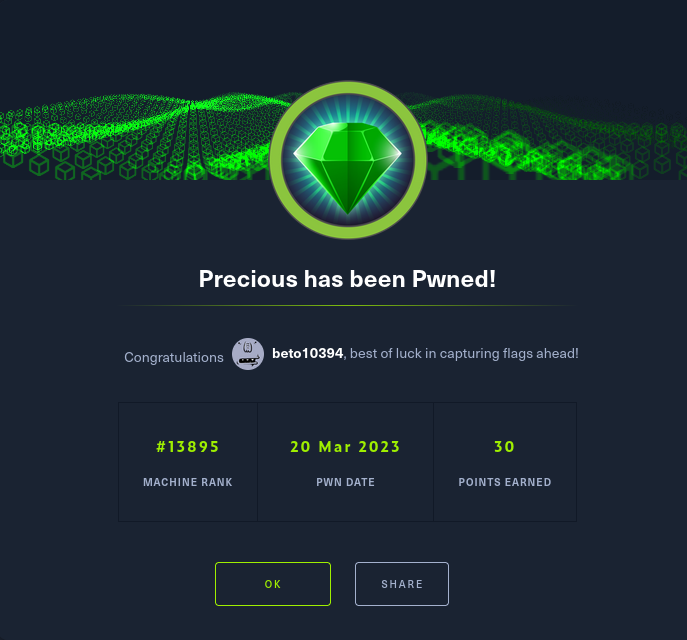 Precious has been Pwned!
Congratulations beto10394, best of luck in capturing flags ahead!
#13895
MACHINE RANK
20 Mar 2023
PWN DATE
30
POINTS EARNED
OK
SHARE